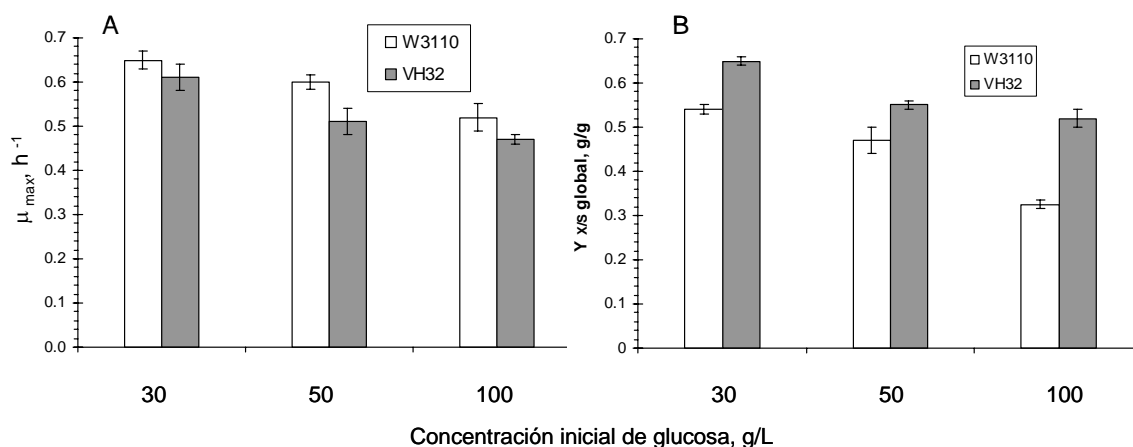 A
W3110
VH32
μ max, h -1
0.7
0.6
0.5
0.4
0.3
0.2
0.1
0.0
30
50
100
B
W3110
VH32
Y x/s global, g/g
0.7
0.6
0.5
0.4
0.3
0.2
0.1
0
30
50
100
Concentración inicial de glucosa, g/L